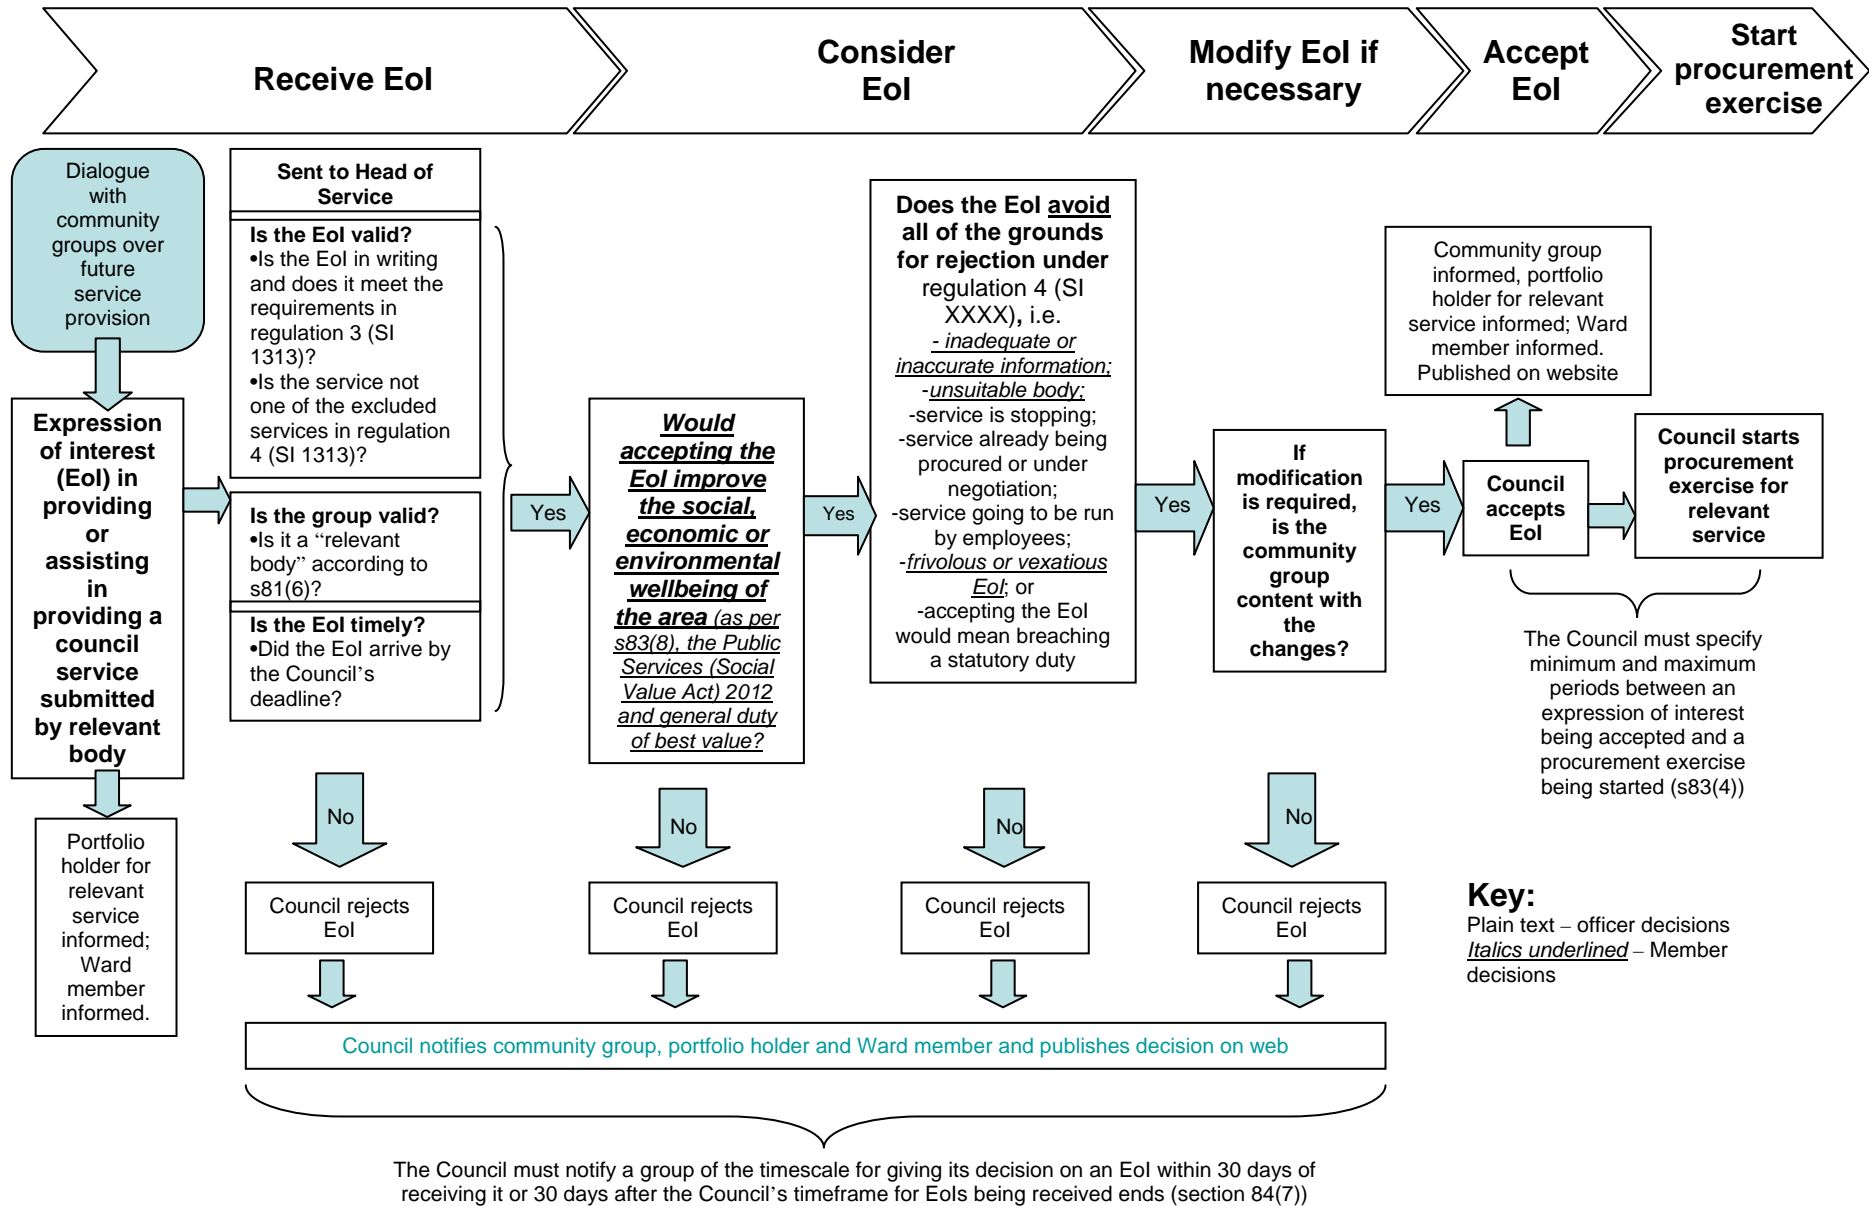 Receive EoI
Consider
EoI
Modify EoI if
necessary
Accept
EoI
Start
procurement
exercise
Dialogue
with
community
groups over
future
service
provision
Expression
of interest
(EoI) in
providing
or
assisting
in
providing a
council
service
submitted
by relevant
body
Portfolio
holder for
relevant
service
informed;
Ward
member
informed.
Sent to Head of
Service
Is the EoI valid?
•Is the EoI in writing
and does it meet the
requirements in
regulation 3 (SI
1313)?
•Is the service not
one of the excluded
services in regulation
4 (SI 1313)?
Is the group valid?
•Is it a “relevant
body” according to
s81(6)?
Is the EoI timely?
•Did the EoI arrive by
the Council’s
deadline?
Yes
No
Council rejects
EoI
Would
accepting the
EoI improve
the social,
economic or
environmental
wellbeing of
the area (as per
s83(8), the Public
Services (Social
Value Act) 2012
and general duty
of best value?
Yes
No
Council rejects
EoI
Does the EoI avoid
all of the grounds
for rejection under
regulation 4 (SI
XXXX), i.e.
- inadequate or
inaccurate information;
-unsuitable body;
-service is stopping;
-service already being
procured or under
negotiation;
-service going to be run
by employees;
-frivolous or vexatious
EoI; or
-accepting the EoI
would mean breaching
a statutory duty
Yes
No
Council rejects
EoI
If
modification
is required,
is the
community
group
content with
the
changes?
Yes
No
Council rejects
EoI
Community group
informed, portfolio
holder for relevant
service informed; Ward
member informed.
Published on website
Council
accepts
EoI
Council starts
procurement
exercise for
relevant
service
The Council must specify
minimum and maximum
periods between an
expression of interest
being accepted and a
procurement exercise
being started (s83(4))
Key:
Plain text – officer decisions
Italics underlined – Member
decisions
Council notifies community group, portfolio holder and Ward member and publishes decision on web
The Council must notify a group of the timescale for giving its decision on an EoI within 30 days of
receiving it or 30 days after the Council’s timeframe for EoIs being received ends (section 84(7))